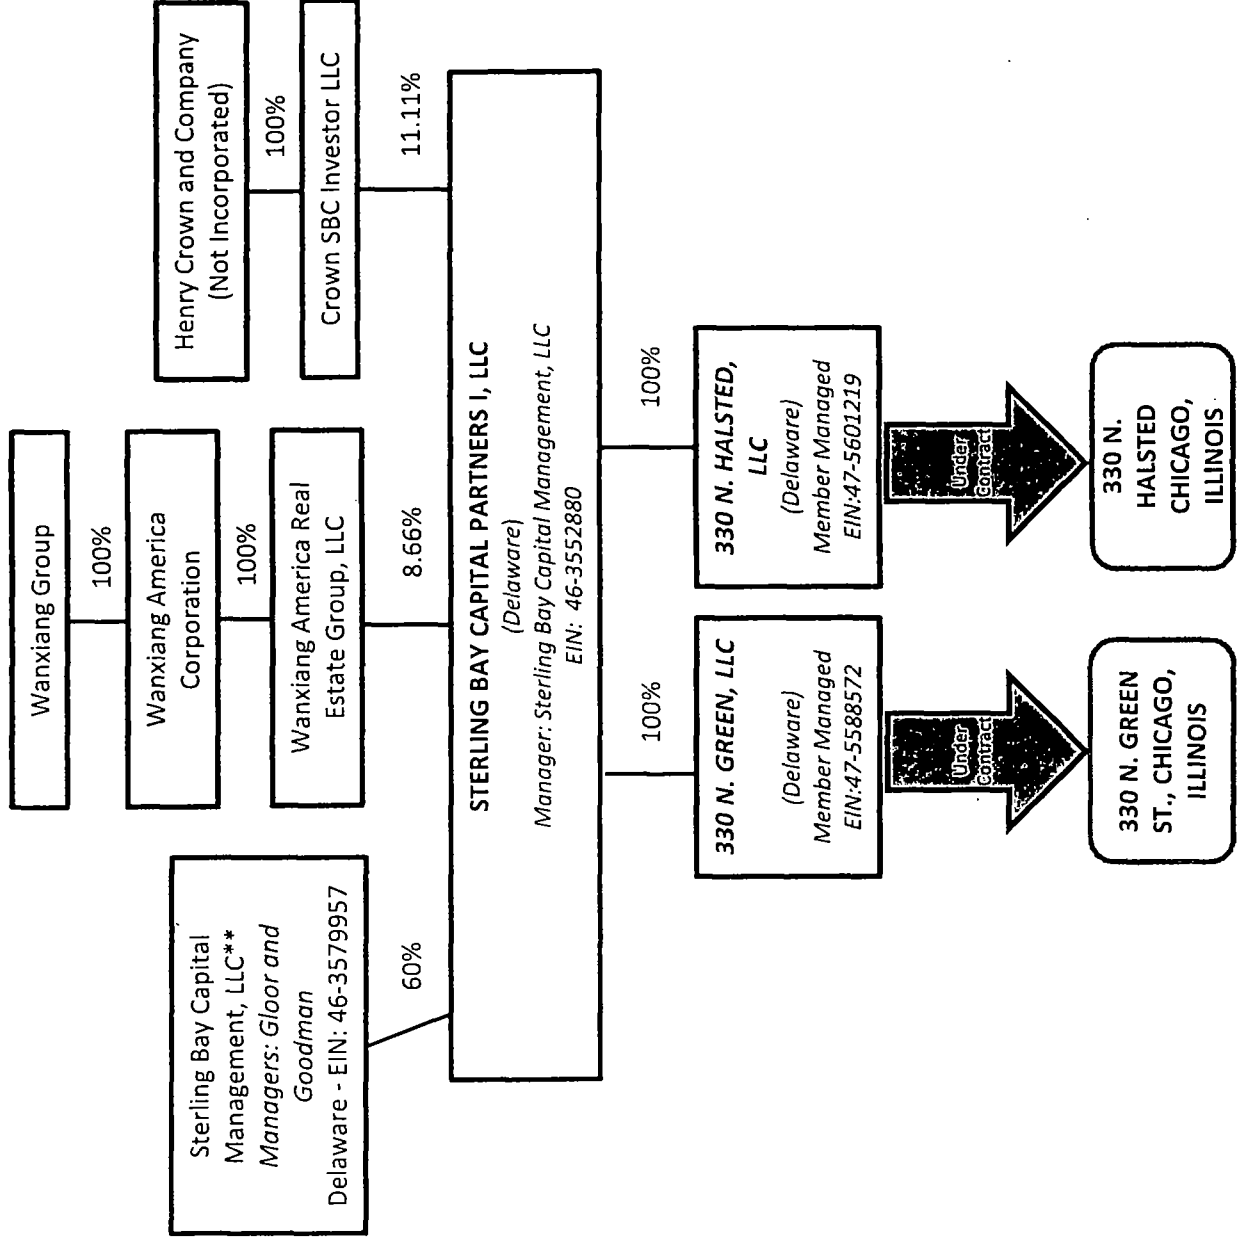 Wanxiang Group
100%
Wanxiang America
Corporation
100%
Wanxiang America Real
Estate Group, LLC
8.66%
Henry Crown and Company
(Not Incorporated)
100%
Crown SBC Investor LLC
11.11%
Sterling Bay Capital
Management, LLC**
Managers: Gloor and
Goodman
Delaware - EIN: 46-3579957
60%
STERLING BAY CAPITAL PARTNERS I, LLC
(Delaware)
Manager: Sterling Bay Capital Management, LLC
EIN: 46-3552880
100%
100%
330 N. GREEN, LLC
(Delaware)
Member Managed
EIN:47-5588572
330 N. HALSTED,
LLC
(Delaware)
Member Managed
EIN:47-5601219
Under
Contract
Under
Contract
330 N. GREEN
ST., CHICAGO,
ILLINOIS
330 N.
HALSTED
CHICAGO,
ILLINOIS